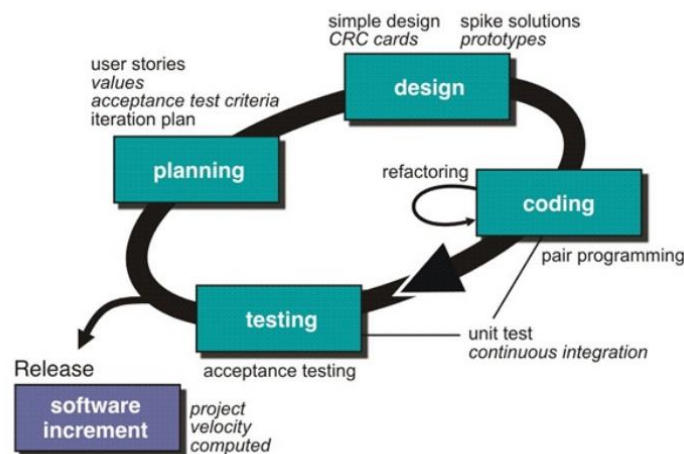 simple design
CRC cards
spike solutions
prototypes
design
user stories
values
acceptance test criteria
iteration plan
planning
refactoring
coding
pair programming
testing
unit test
continuous integration
acceptance testing
Release
software
increment
project
velocity
computed